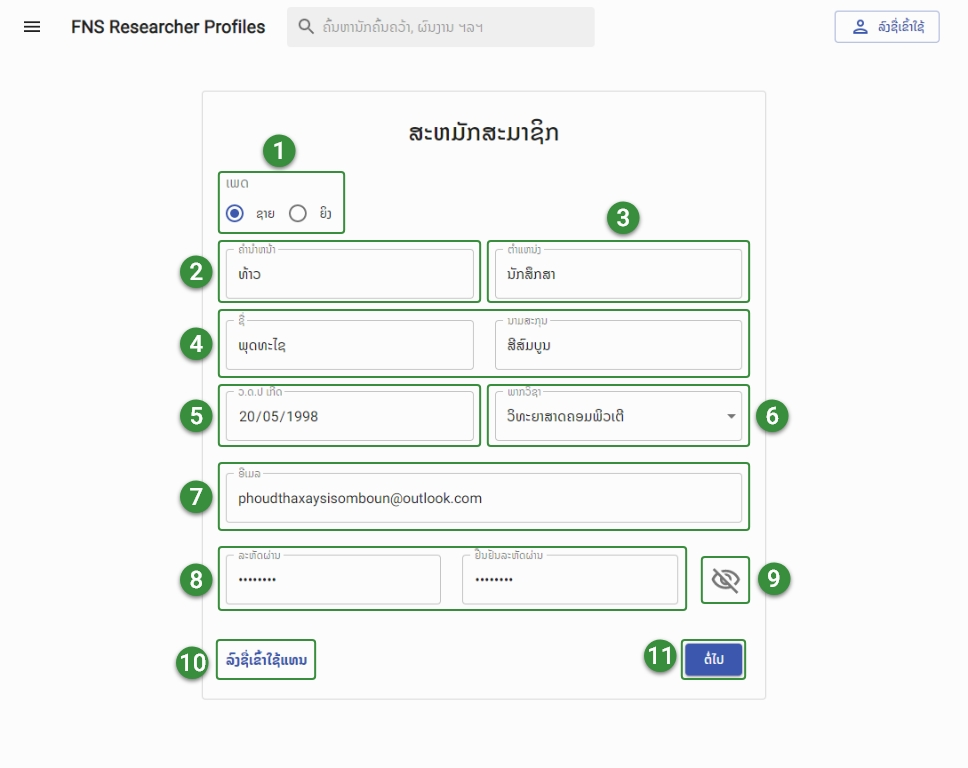 FNS Researcher Profiles
ຄົ້ນຫານັກຄົ້ນຄວ້າ, ຜົນງານ ຯລຯ
ລົງຊື່ເຂົ້າໃຊ້
ສະຫມັກສະມາຊິກ
1
ເພດ
ຊາຍ ຍິງ
3
2
ຄຳນຳຫນ້າ
ທ້າວ
ຕຳແຫນ່ງ
ນັກສຶກສາ
4
ຊື່
ພຸດທະໄຊ
ນາມສະກຸນ
ສີສົມບູນ
5
ວ.ດ.ປ ເກີດ
20/05/1998
ພາກວິຊາ
ວິທະຍາສາດຄອມພິວເຕີ
6
7
ອີເມລ
phoudthaxaysisomboun@outlook.com
8
ລະຫັດຜ່ານ
••••••••
ຢືນຢັນລະຫັດຜ່ານ
••••••••
9
10
ລົງຊື່ເຂົ້າໃຊ້ແທນ
11
ຕໍ່ໄປ